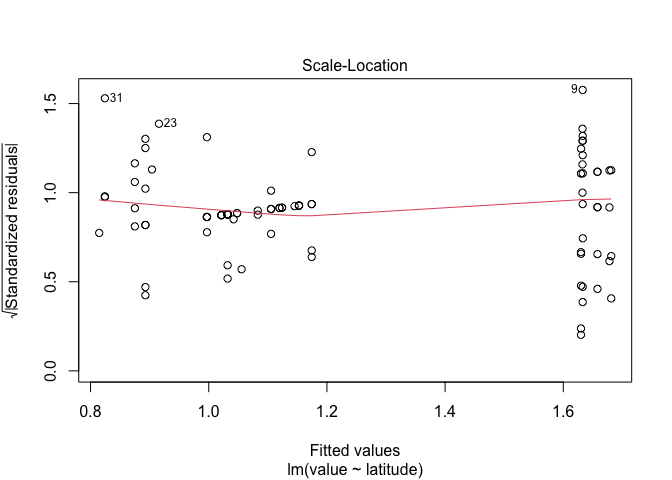 Scale-Location
√|Standardized residuals|
1.5
1.0
0.5
0.0
31
23
9
0.8 1.0 1.2 1.4 1.6
Fitted values
lm(value ~ latitude)